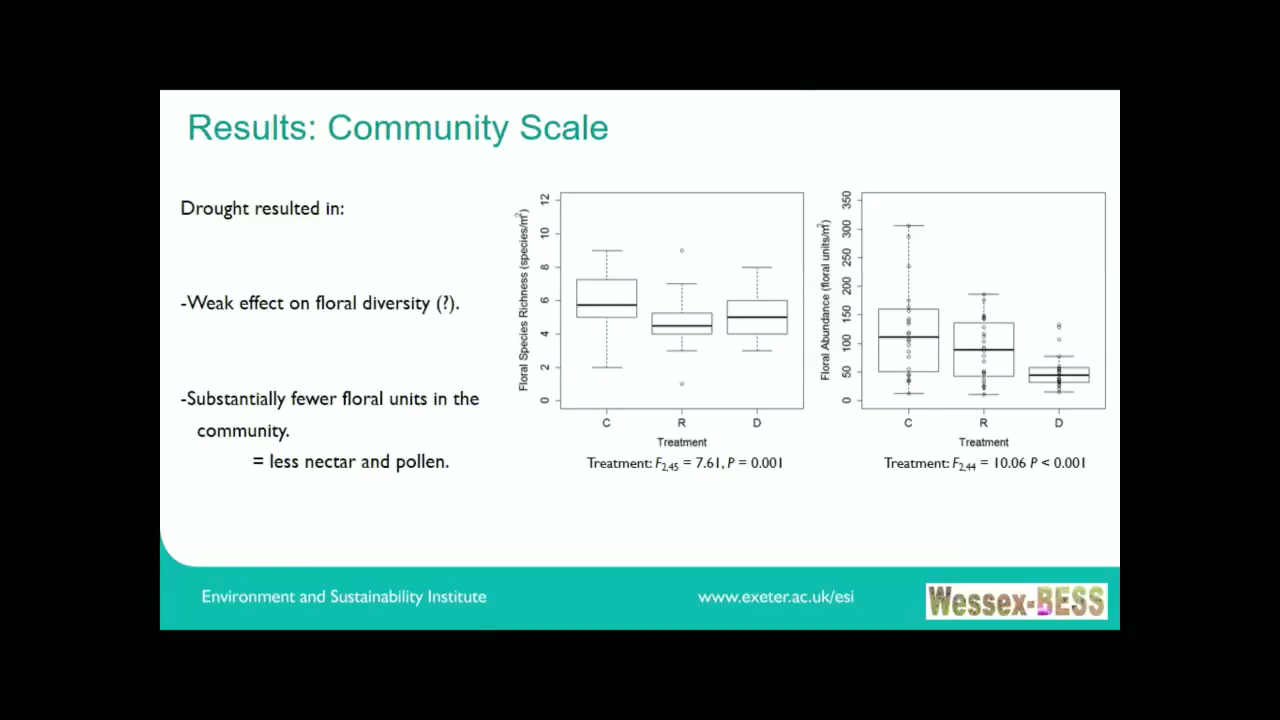 Results: Community Scale
Drought resulted in:
-Weak effect on floral diversity (?).
-Substantially fewer floral units in the
community.
= less nectar and pollen.
Floral Species Richness (species/m²)
12
10
8
6
4
2
0
C R D
Treatment
Treatment: F2,45 = 7.61, P = 0.001
Floral Abundance (floral units/m²)
350
300
250
200
150
100
50
0
C R D
Treatment
Treatment: F2,44 = 10.06 P < 0.001
Environment and Sustainability Institute
www.exeter.ac.uk/esi
Wessex-BESS